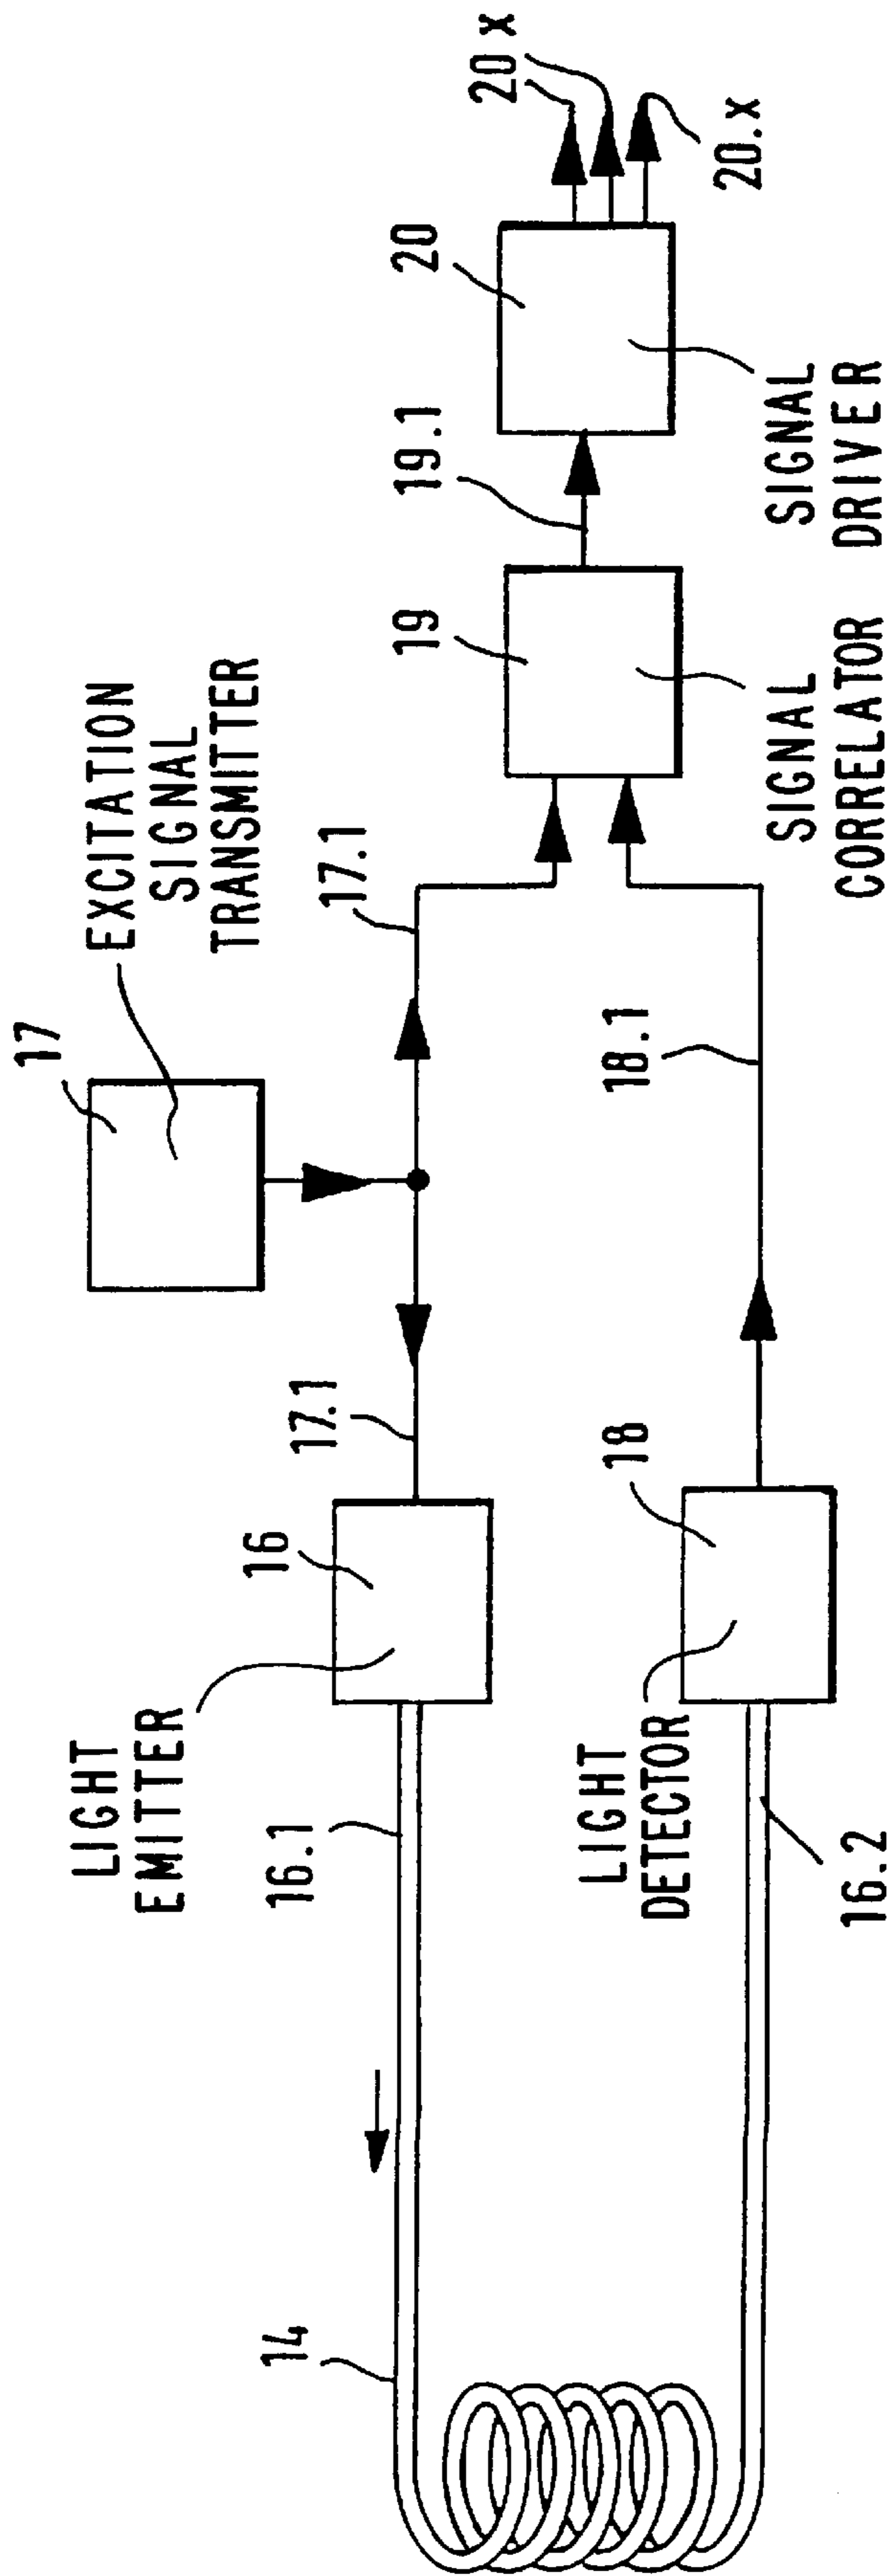 17
EXCITATION
SIGNAL
TRANSMITTER
LIGHT
EMITTER
16
17.1
17.1
16.1
14
19
19.1
20
20 x
20.x
LIGHT
DETECTOR
18
18.1
16.2
SIGNAL
CORRELATOR
SIGNAL
DRIVER